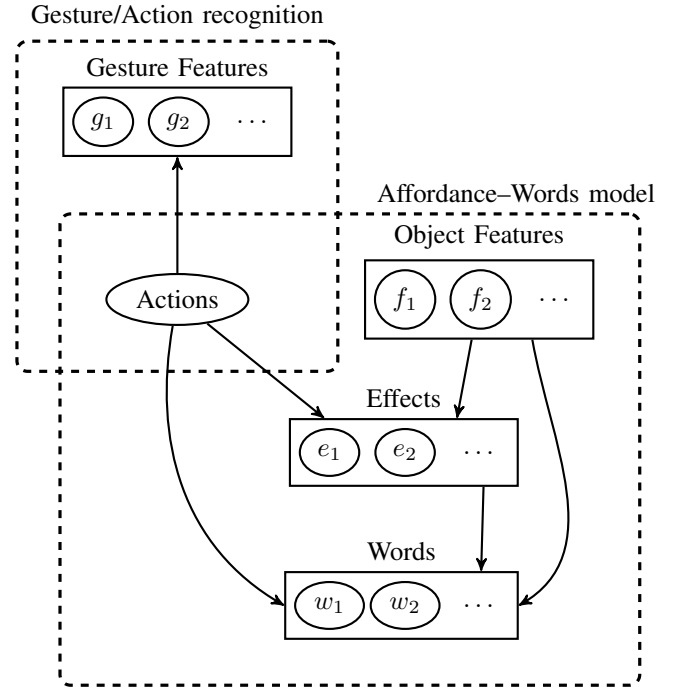 Gesture/Action recognition
Gesture Features
g₁ g₂ ⋯
Affordance–Words model
Object Features
Actions
f₁ f₂ ⋯
Effects
e₁ e₂ ⋯
Words
w₁ w₂ ⋯